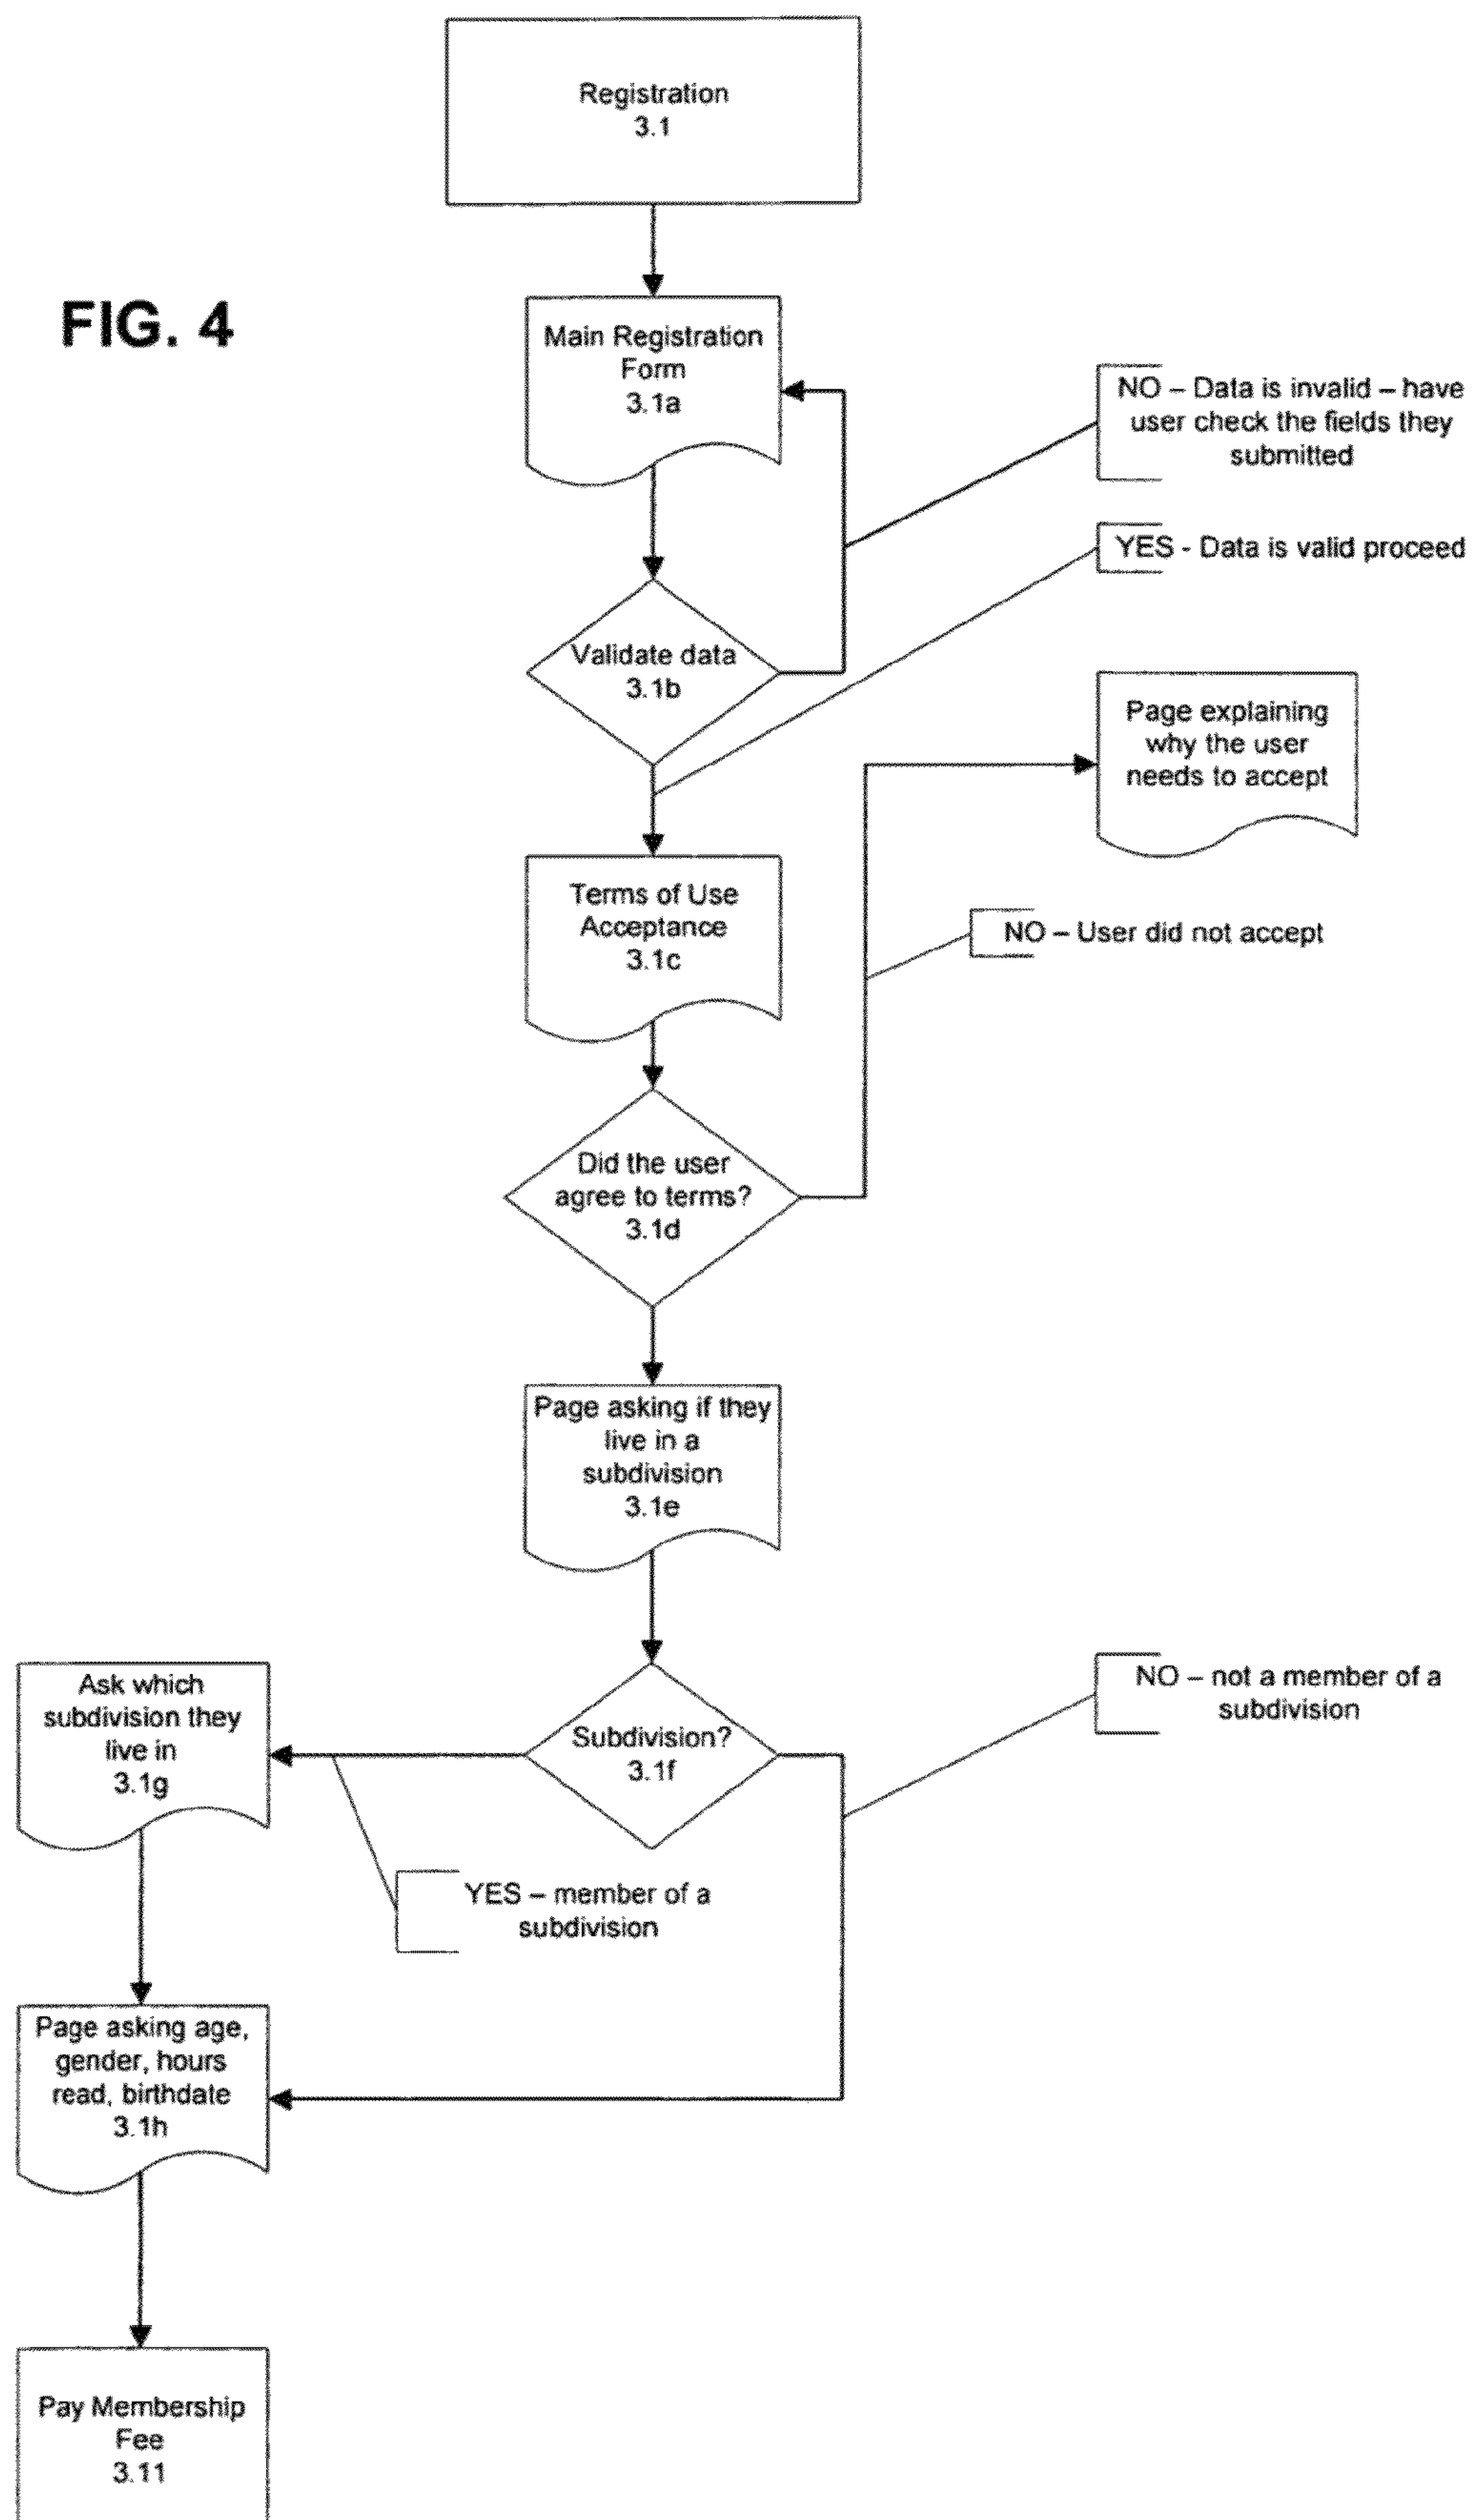 Registration
3.1
FIG. 4
Main Registration
Form
3.1a
NO – Data is invalid – have
user check the fields they
submitted
YES - Data is valid proceed
Validate data
3.1b
Page explaining
why the user
needs to accept
Terms of Use
Acceptance
3.1c
NO – User did not accept
Did the user
agree to terms?
3.1d
Page asking if they
live in a
subdivision
3.1e
Ask which
subdivision they
live in
3.1g
Subdivision?
3.1f
NO – not a member of a
subdivision
YES – member of a
subdivision
Page asking age,
gender, hours
read, birthdate
3.1h
Pay Membership
Fee
3.11